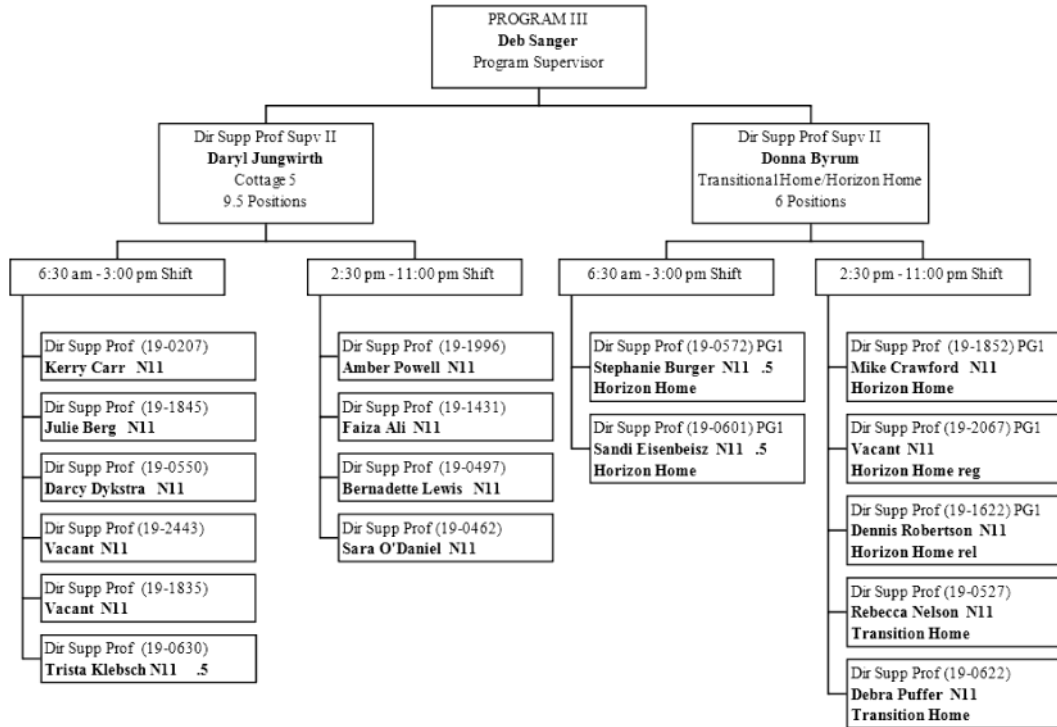 PROGRAM III
Deb Sanger
Program Supervisor
Dir Supp Prof Supv II
Daryl Jungwirth
Cottage 5
9.5 Positions
Dir Supp Prof Supv II
Donna Byrum
Transitional Home/Horizon Home
6 Positions
6:30 am - 3:00 pm Shift
Dir Supp Prof (19-0207)
Kerry Carr N11
Dir Supp Prof (19-1845)
Julie Berg N11
Dir Supp Prof (19-0550)
Darcy Dykstra N11
Dir Supp Prof (19-2443)
Vacant N11
Dir Supp Prof (19-1835)
Vacant N11
Dir Supp Prof (19-0630)
Trista Klebsch N11 .5
2:30 pm - 11:00 pm Shift
Dir Supp Prof (19-1996)
Amber Powell N11
Dir Supp Prof (19-1431)
Faiza Ali N11
Dir Supp Prof (19-0497)
Bernadette Lewis N11
Dir Supp Prof (19-0462)
Sara O'Daniel N11
6:30 am - 3:00 pm Shift
Dir Supp Prof (19-0572) PG1
Stephanie Burger N11 .5
Horizon Home
Dir Supp Prof (19-0601) PG1
Sandi Eisenbeisz N11 .5
Horizon Home
2:30 pm - 11:00 pm Shift
Dir Supp Prof (19-1852) PG1
Mike Crawford N11
Horizon Home
Dir Supp Prof (19-2067) PG1
Vacant N11
Horizon Home reg
Dir Supp Prof (19-1622) PG1
Dennis Robertson N11
Horizon Home rel
Dir Supp Prof (19-0527)
Rebecca Nelson N11
Transition Home
Dir Supp Prof (19-0622)
Debra Puffer N11
Transition Home